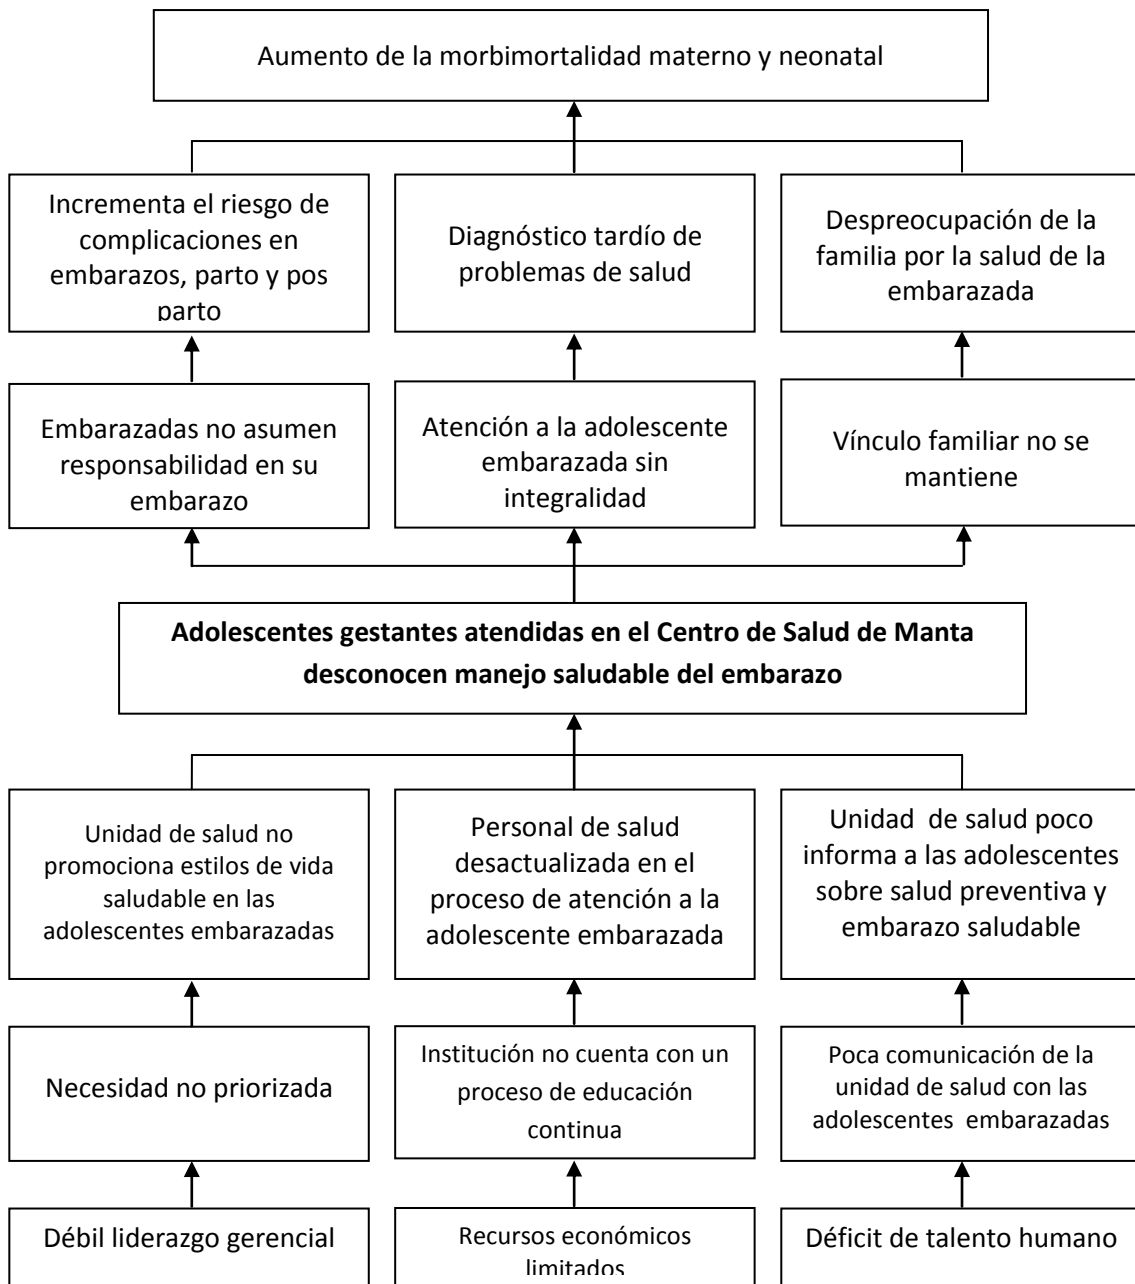 Aumento de la morbimortalidad materno y neonatal
Incrementa el riesgo de
complicaciones en
embarazos, parto y pos
parto
Diagnóstico tardío de
problemas de salud
Despreocupación de la
familia por la salud de la
embarazada
Embarazadas no asumen
responsabilidad en su
embarazo
Atención a la adolescente
embarazada sin
integralidad
Vínculo familiar no se
mantiene
Adolescentes gestantes atendidas en el Centro de Salud de Manta
desconocen manejo saludable del embarazo
Unidad de salud no
promociona estilos de vida
saludable en las
adolescentes embarazadas
Personal de salud
desactualizada en el
proceso de atención a la
adolescente embarazada
Unidad  de salud poco
informa a las adolescentes
sobre salud preventiva y
embarazo saludable
Necesidad no priorizada
Institución no cuenta con un
proceso de educación
continua
Poca comunicación de la
unidad de salud con las
adolescentes  embarazadas
Débil liderazgo gerencial
Recursos económicos
limitados
Déficit de talento humano